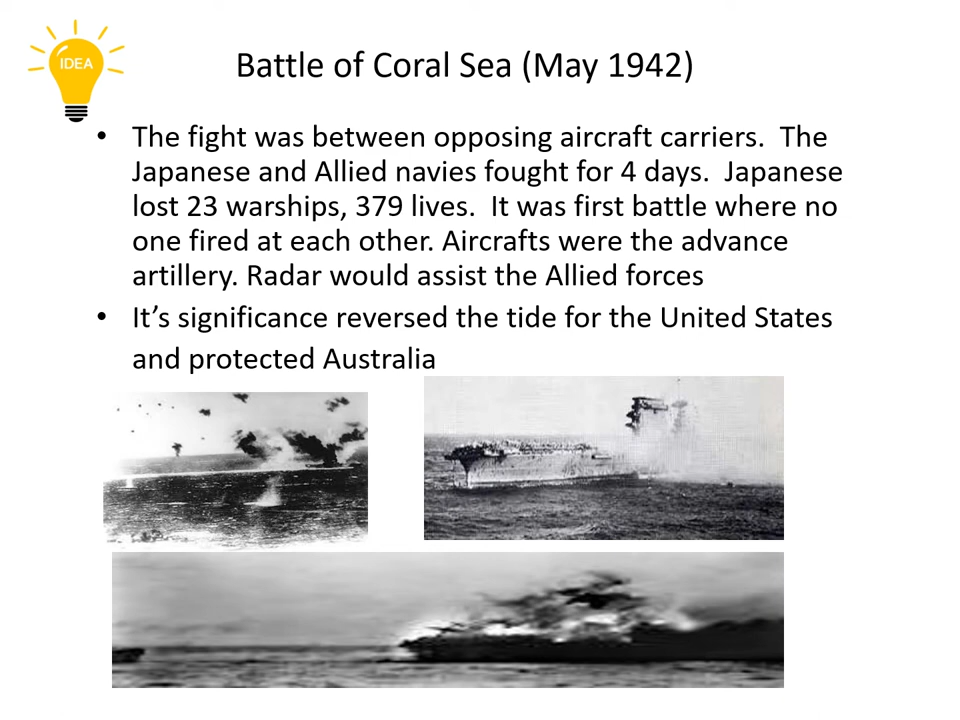 IDEA
Battle of Coral Sea (May 1942)
• The fight was between opposing aircraft carriers.  The
Japanese and Allied navies fought for 4 days.  Japanese
lost 23 warships, 379 lives.  It was first battle where no
one fired at each other. Aircrafts were the advance
artillery. Radar would assist the Allied forces
• It’s significance reversed the tide for the United States
and protected Australia